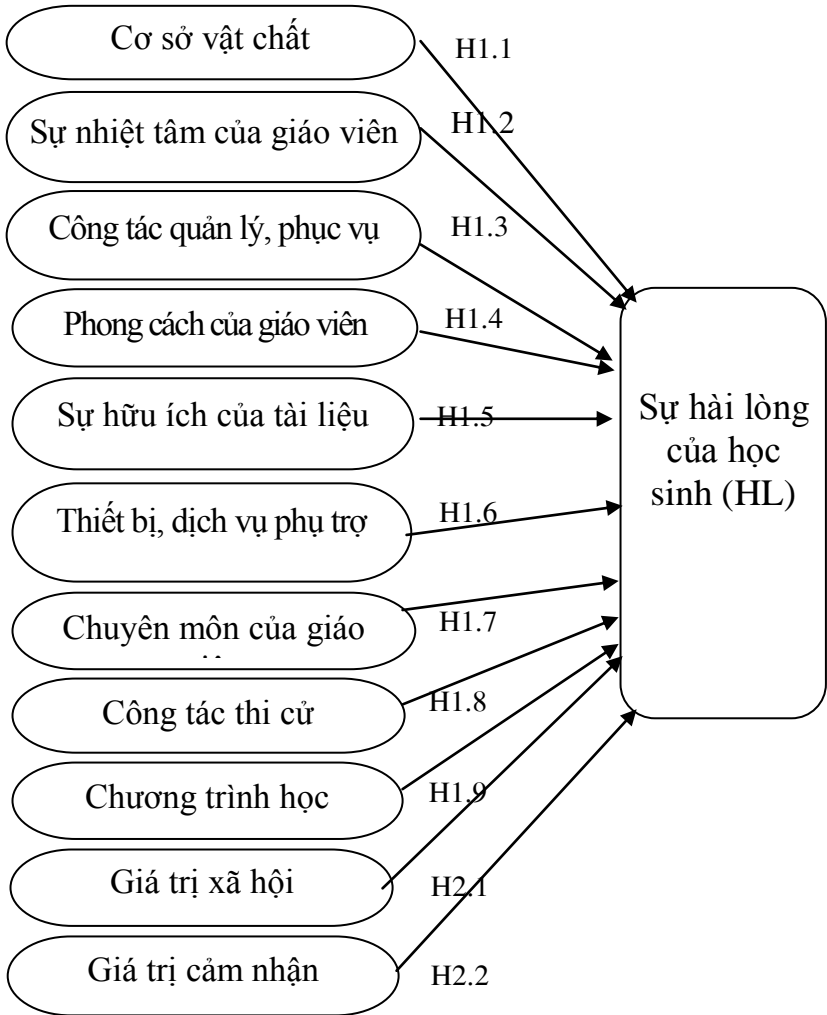 Cơ sở vật chất
H1.1
Sự nhiệt tâm của giáo viên
H1.2
Công tác quản lý, phục vụ
H1.3
Phong cách của giáo viên
H1.4
Sự hữu ích của tài liệu
H1.5
Thiết bị, dịch vụ phụ trợ
H1.6
Chuyên môn của giáo
H1.7
Công tác thi cử
H1.8
Chương trình học
H1.9
Giá trị xã hội
H2.1
Giá trị cảm nhận
H2.2
Sự hài lòng
của học
sinh (HL)